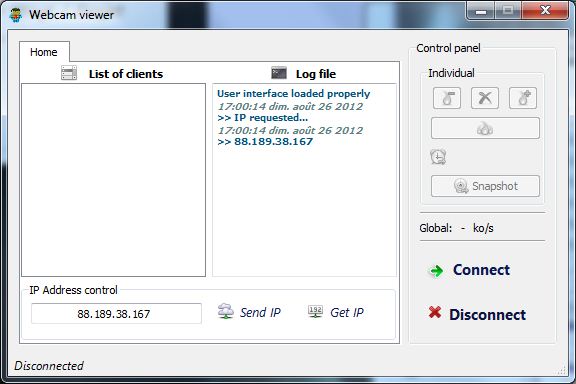 Webcam viewer
Home
List of clients
Log file
User interface loaded properly
17:00:14 dim. août 26 2012
>> IP requested...
17:00:14 dim. août 26 2012
>> 88.189.38.167
IP Address control
88.189.38.167
Send IP
192
Get IP
Control panel
Individual
Snapshot
Global: - ko/s
Connect
Disconnect
Disconnected